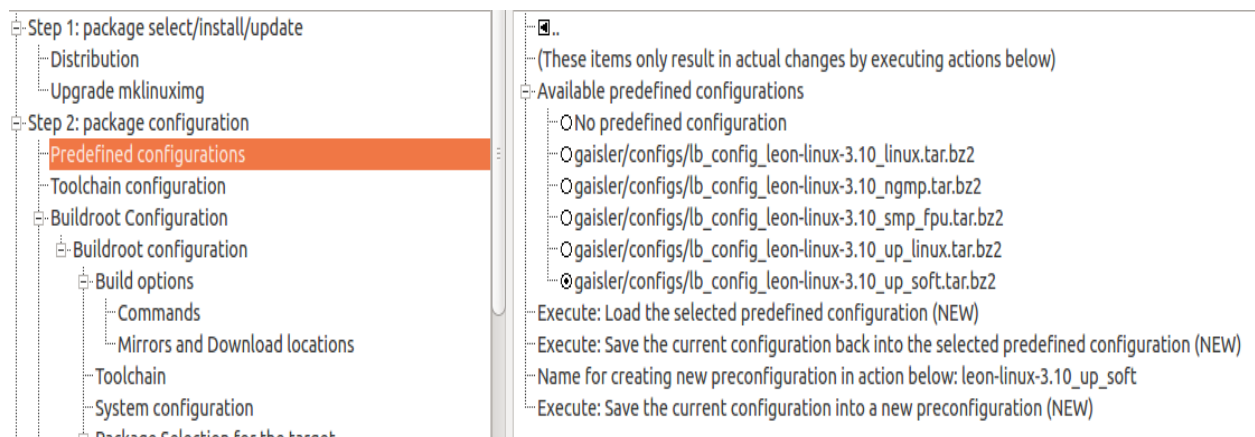 Step 1: package select/install/update
Distribution
Upgrade mklinuximg
Step 2: package configuration
Predefined configurations
Toolchain configuration
Buildroot Configuration
Buildroot configuration
Build options
Commands
Mirrors and Download locations
Toolchain
System configuration
Package Selection for the target
..
(These items only result in actual changes by executing actions below)
Available predefined configurations
No predefined configuration
gaisler/configs/lb_config_leon-linux-3.10_linux.tar.bz2
gaisler/configs/lb_config_leon-linux-3.10_ngmp.tar.bz2
gaisler/configs/lb_config_leon-linux-3.10_smp_fpu.tar.bz2
gaisler/configs/lb_config_leon-linux-3.10_up_linux.tar.bz2
gaisler/configs/lb_config_leon-linux-3.10_up_soft.tar.bz2
Execute: Load the selected predefined configuration (NEW)
Execute: Save the current configuration back into the selected predefined configuration (NEW)
Name for creating new preconfiguration in action below: leon-linux-3.10_up_soft
Execute: Save the current configuration into a new preconfiguration (NEW)